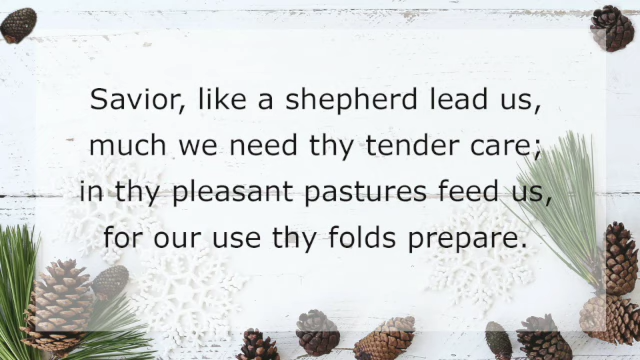 Savior, like a shepherd lead us,
much we need thy tender care;
in thy pleasant pastures feed us,
for our use thy folds prepare.